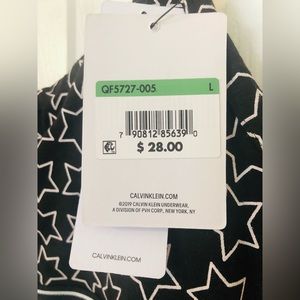 QF5727-005 L
7 90812 85639 0
$ 28.00
CALVINKLEIN.COM
©2019 CALVIN KLEIN UNDERWEAR,
A DIVISION OF PVH CORP., NEW YORK, NY
CALVINKLEIN.COM